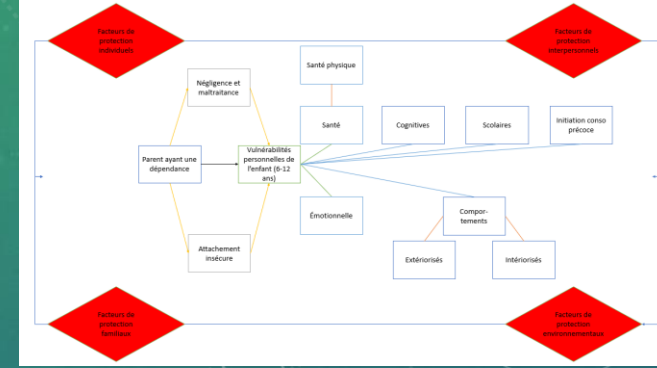 Facteurs de
protection
individuels
Facteurs de
protection
interpersonnels
Santé physique
Négligence et
maltraitance
Santé
Cognitives
Scolaires
Initiation conso
précoce
Parent ayant une
dépendance
Vulnérabilités
personnelles de
l'enfant (6-12
ans)
Émotionnelle
Compor-
tements
Attachement
insécure
Extériorisés
Intériorisés
Facteurs de
protection
familiaux
Facteurs de
protection
environnementaux